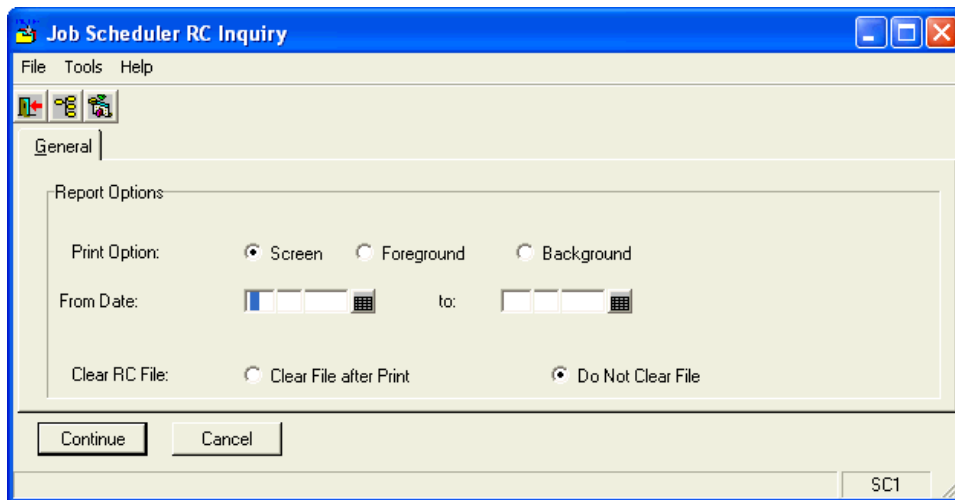 Job Scheduler RC Inquiry
File Tools Help
General
Report Options
Print Option: Screen Foreground Background
From Date: to:
Clear RC File: Clear File after Print Do Not Clear File
Continue Cancel
SC1